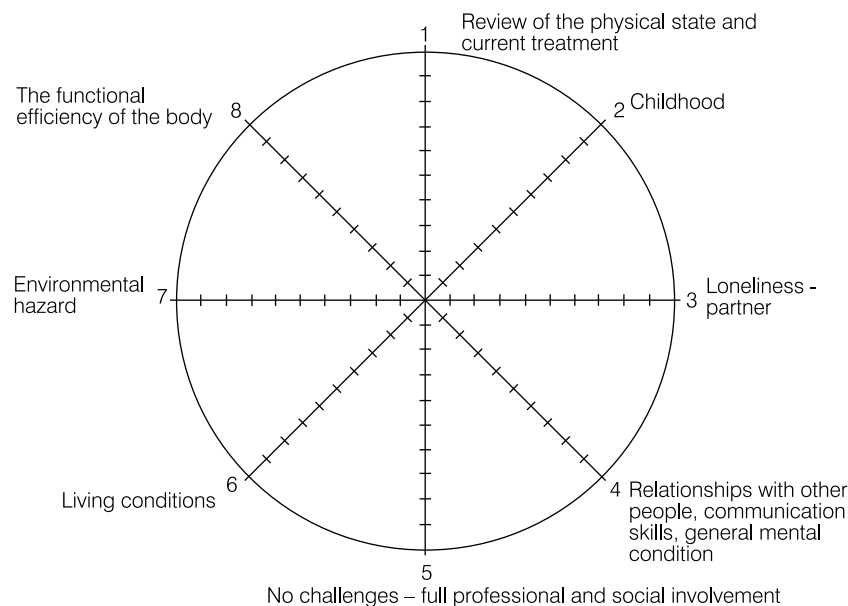 1
Review of the physical state and
current treatment
2
Childhood
3
Loneliness -
partner
4
Relationships with other
people, communication
skills, general mental
condition
5
No challenges – full professional and social involvement
6
Living conditions
7
Environmental
hazard
8
The functional
efficiency of the body